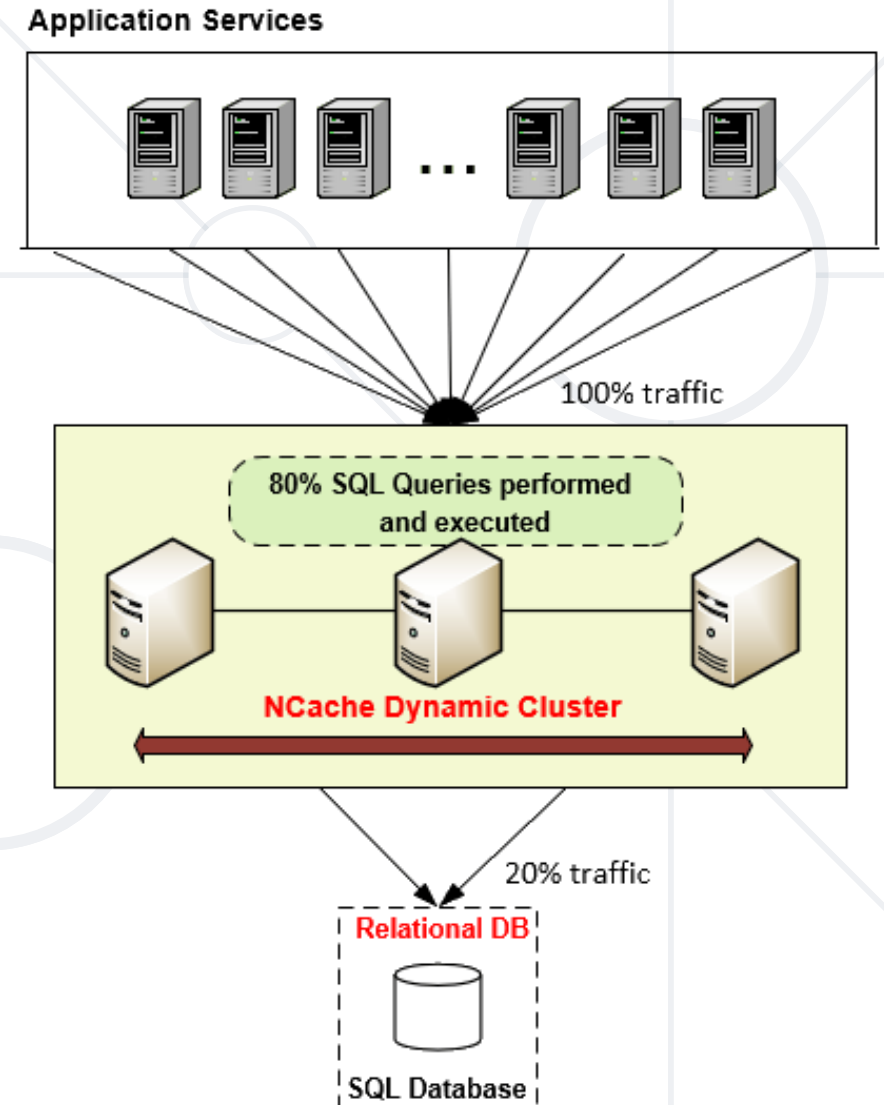 Application Services
...
100% traffic
80% SQL Queries performed
and executed
NCache Dynamic Cluster
20% traffic
Relational DB
SQL Database